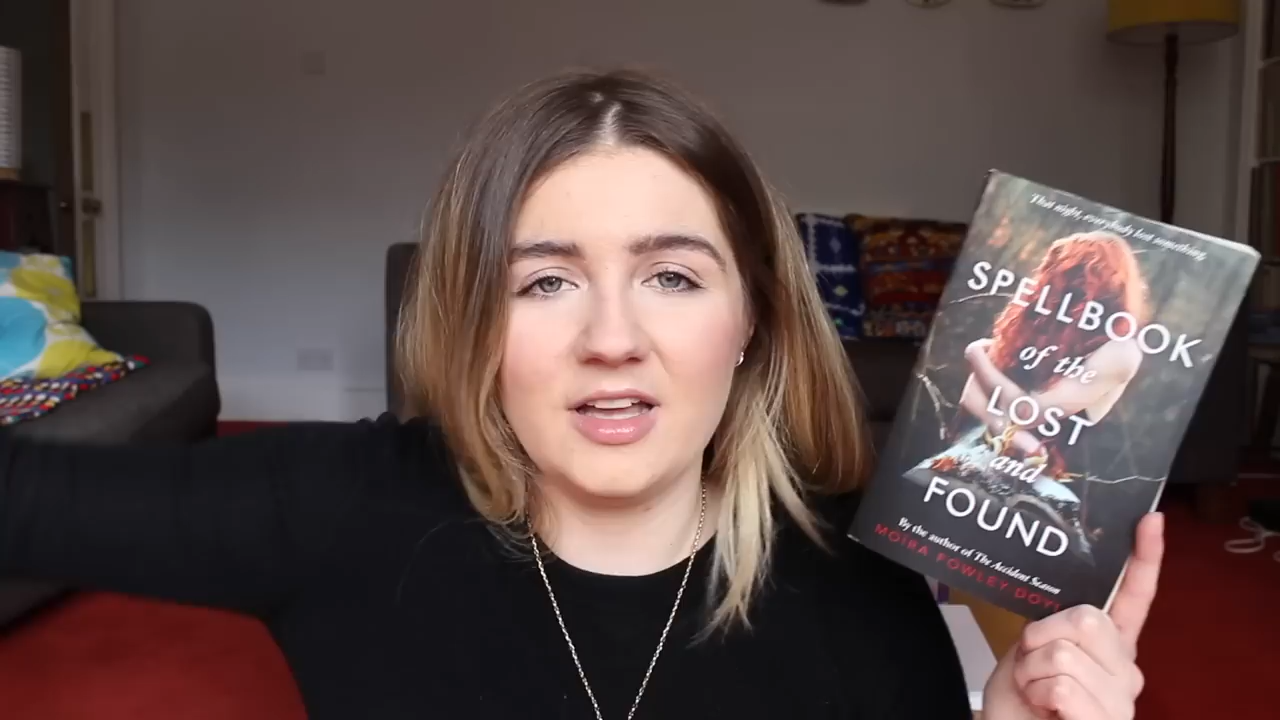 That night, everybody lost something.
SPELLBOOK
of the
LOST
and
FOUND
By the author of The Accident Season
MOIRA FOWLEY DOYL